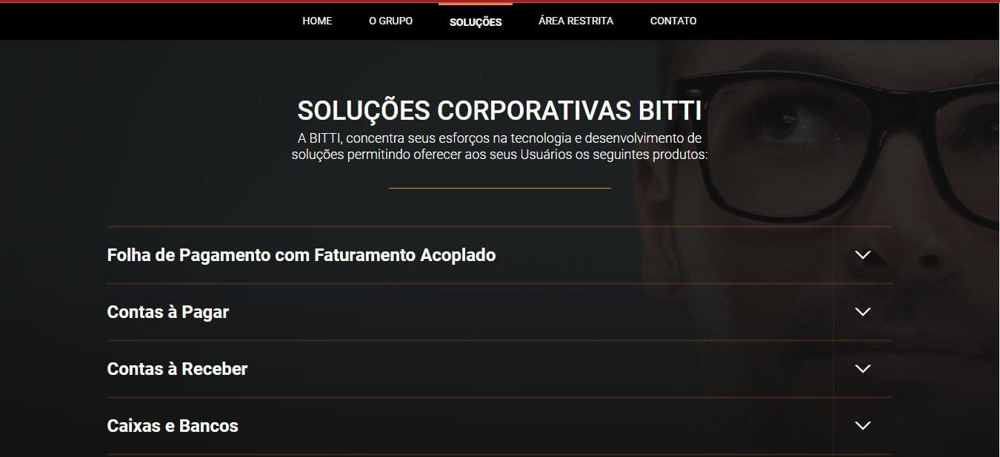 HOME O GRUPO SOLUÇÕES ÁREA RESTRITA CONTATO
SOLUÇÕES CORPORATIVAS BITTI
A BITTI, concentra seus esforços na tecnologia e desenvolvimento de
soluções permitindo oferecer aos seus Usuários os seguintes produtos:
Folha de Pagamento com Faturamento Acoplado
Contas à Pagar
Contas à Receber
Caixas e Bancos